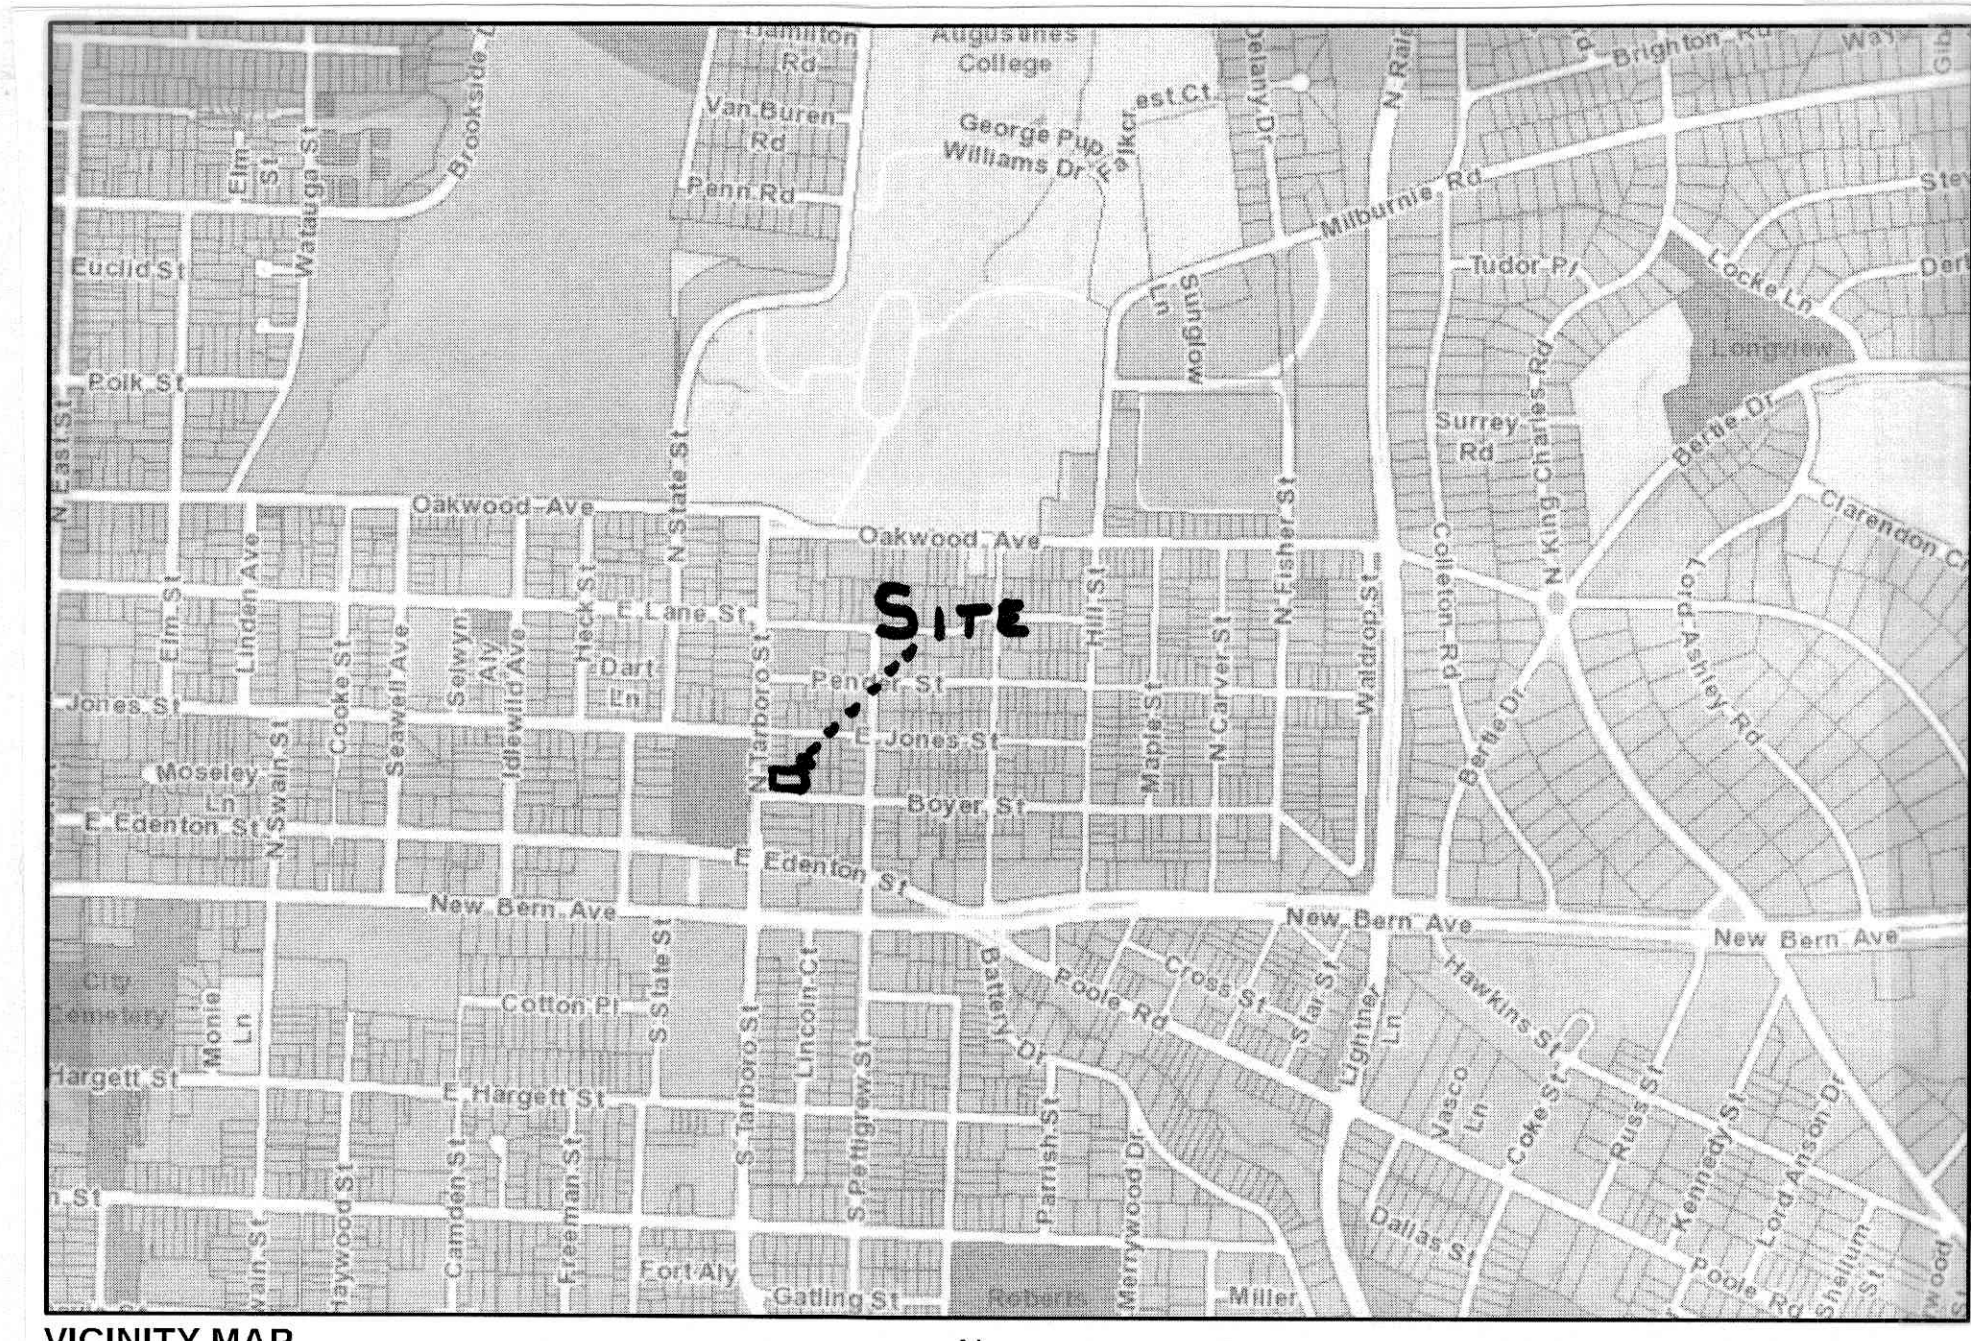 Hamilton
Rd
Augustines
College
Delany Dr
N. Rale
Brighton Rd
Way
Brookside
Van Buren
Rd
est Ct
Falkcr
George Pup
Williams Dr
Elm
St
Watauga St
Penn Rd
Milburnie Rd
Euclid St
Sunglow
Ln
Tudor Pl
Locke Ln
Longview
Polk St
N East St
N State St
Surrey
Rd
N King Charles Rd
Bertie Dr
Clarendon Cr
Oakwood Ave
Oakwood Ave
N Fisher St
Colleton Rd
Lord Ashley Rd
Elm St
Linden Ave
Cooke St
Seawell Ave
Selwyn
Aly
Idlewild Ave
Heck St
E Lane St
SITE
Hill St
Dart
Ln
N Tarboro St
Pender St
Maple St
N Carver St
Waldrop St
Bertie Dr
Jones St
E Jones St
Moseley
Ln
N Swain St
Boyer St
E Edenton St
E Edenton St
New Bern Ave
New Bern Ave
New Bern Ave
City
Cemetery
Monie
Ln
Cotton Pl
S State St
S Tarboro St
Lincoln Ct
S Pettigrew St
Battery Dr
Poole Rd
Cross St
Star St
Lightner
Ln
Hawkins St
Hargett St
E Hargett St
Vasco
Ln
Coke St
Russ St
Kennedy St
Lord Anson Dr
n St
wain St
Haywood St
Camden St
Freeman St
Parrish St
Merrywood Dr
Dallas St
Poole Rd
Shellum
St
rwood
Fort Aly
Gatling St
Roberts
Miller
VICINITY MAP